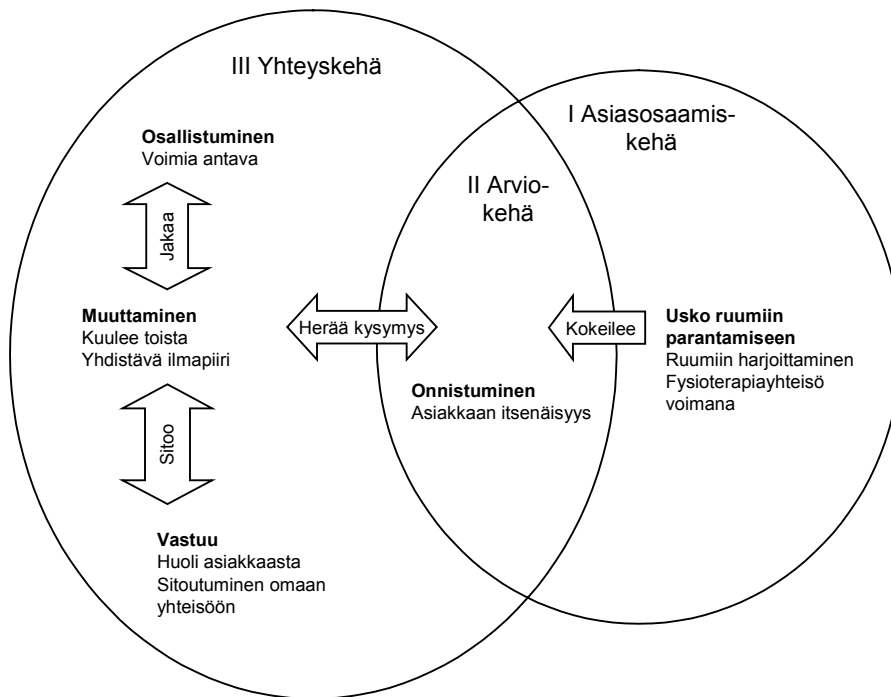 III Yhteyskehä
I Asiasosaamis-
kehä
Osallistuminen
Voimia antava
II Arvio-
kehä
Jakaa
Muuttaminen
Kuulee toista
Yhdistävä ilmapiiri
Herää kysymys
Kokeilee
Usko ruumiin
parantamiseen
Ruumiin harjoittaminen
Fysioterapiayhteisö
voimana
Onnistuminen
Asiakkaan itsenäisyys
Sitoo
Vastuu
Huoli asiakkaasta
Sitoutuminen omaan
yhteisöön